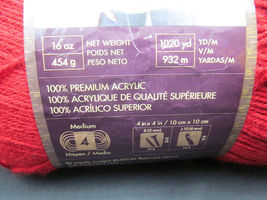 16 oz NET WEIGHT 1020 yd YD/M
POIDS NET V/M
454 g PESO NETO 932 m YARDAS/M
100% PREMIUM ACRYLIC
100% ACRYLIQUE DE QUALITÉ SUPÉRIEURE
100% ACRÍLICO SUPERIOR
Medium 4 in x 4 in / 10 cm x 10 cm
4
Moyen / Medio